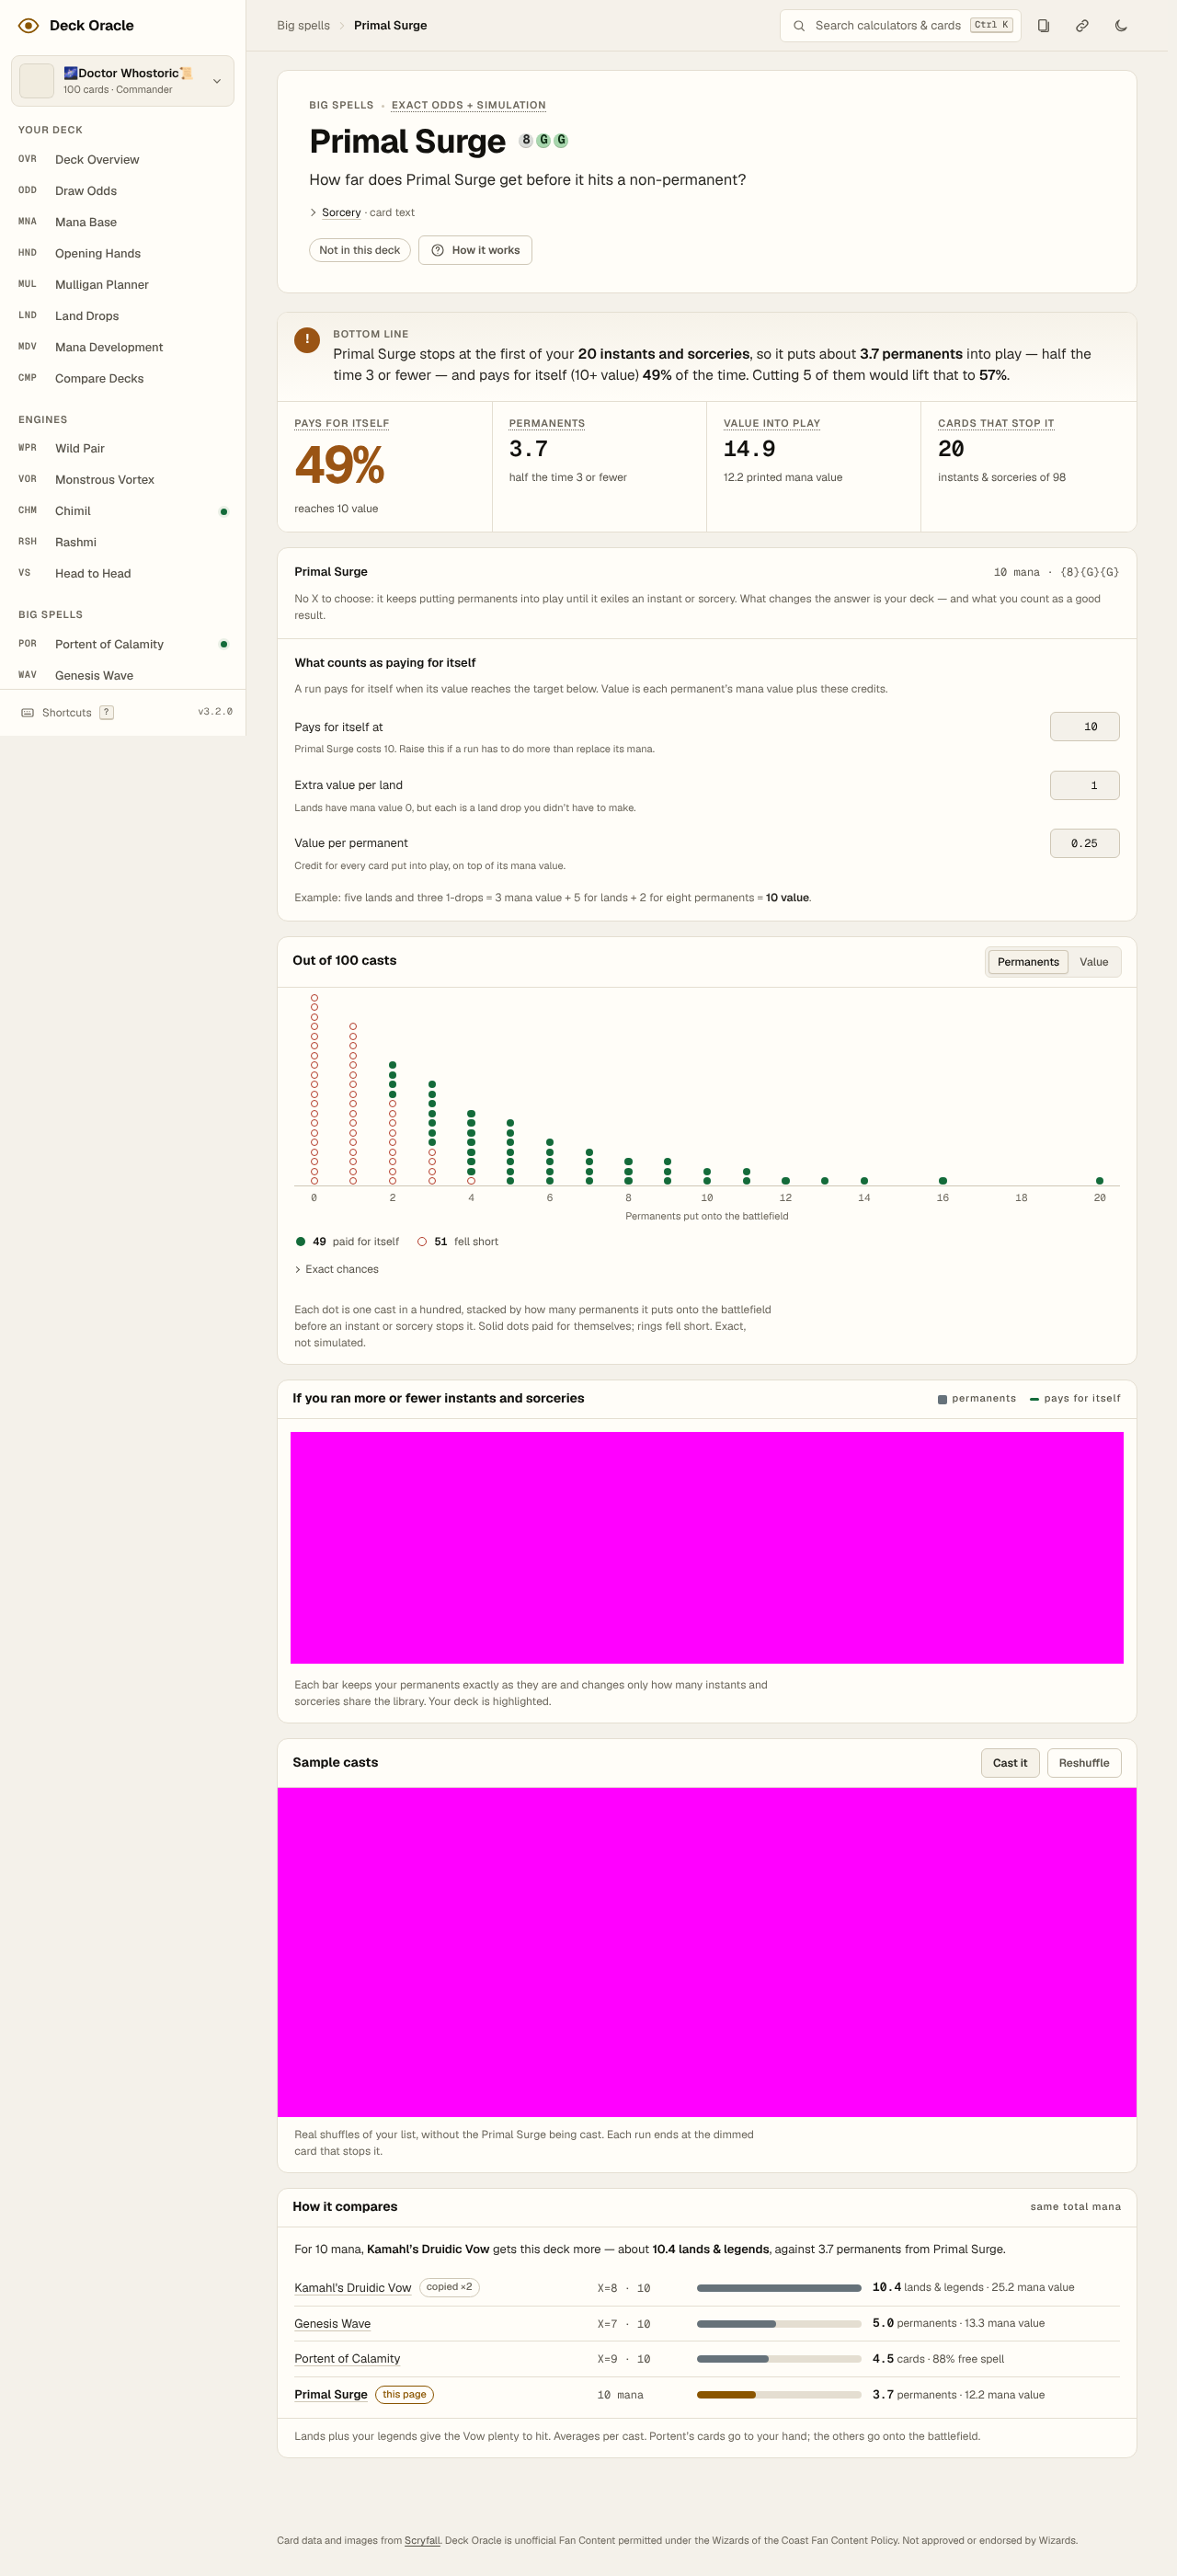 Deck Oracle
🌌Doctor Whostoric📜
100 cards · Commander
YOUR DECK
OVR Deck Overview
ODD Draw Odds
MNA Mana Base
HND Opening Hands
MUL Mulligan Planner
LND Land Drops
MDV Mana Development
CMP Compare Decks
ENGINES
WPR Wild Pair
VOR Monstrous Vortex
CHM Chimil
RSH Rashmi
VS Head to Head
BIG SPELLS
POR Portent of Calamity
WAV Genesis Wave
Shortcuts ? v3.2.0
Big spells › Primal Surge
Search calculators & cards Ctrl K
BIG SPELLS • EXACT ODDS + SIMULATION
Primal Surge 8 G G
How far does Primal Surge get before it hits a non-permanent?
Sorcery · card text
Not in this deck
How it works
!
BOTTOM LINE
Primal Surge stops at the first of your 20 instants and sorceries, so it puts about 3.7 permanents into play — half the
time 3 or fewer — and pays for itself (10+ value) 49% of the time. Cutting 5 of them would lift that to 57%.
PAYS FOR ITSELF
49%
reaches 10 value
PERMANENTS
3.7
half the time 3 or fewer
VALUE INTO PLAY
14.9
12.2 printed mana value
CARDS THAT STOP IT
20
instants & sorceries of 98
Primal Surge 10 mana · {8}{G}{G}
No X to choose: it keeps putting permanents into play until it exiles an instant or sorcery. What changes the answer is your deck — and what you count as a good
result.
What counts as paying for itself
A run pays for itself when its value reaches the target below. Value is each permanent's mana value plus these credits.
Pays for itself at 10
Primal Surge costs 10. Raise this if a run has to do more than replace its mana.
Extra value per land 1
Lands have mana value 0, but each is a land drop you didn't have to make.
Value per permanent 0.25
Credit for every card put into play, on top of its mana value.
Example: five lands and three 1-drops = 3 mana value + 5 for lands + 2 for eight permanents = 10 value.
Out of 100 casts Permanents Value
0 2 4 6 8 10 12 14 16 18 20
Permanents put onto the battlefield
49 paid for itself 51 fell short
Exact chances
Each dot is one cast in a hundred, stacked by how many permanents it puts onto the battlefield
before an instant or sorcery stops it. Solid dots paid for themselves; rings fell short. Exact,
not simulated.
If you ran more or fewer instants and sorceries permanents pays for itself
Each bar keeps your permanents exactly as they are and changes only how many instants and
sorceries share the library. Your deck is highlighted.
Sample casts Cast it Reshuffle
Real shuffles of your list, without the Primal Surge being cast. Each run ends at the dimmed
card that stops it.
How it compares same total mana
For 10 mana, Kamahl's Druidic Vow gets this deck more — about 10.4 lands & legends, against 3.7 permanents from Primal Surge.
Kamahl's Druidic Vow copied ×2 X=8 · 10 10.4 lands & legends · 25.2 mana value
Genesis Wave X=7 · 10 5.0 permanents · 13.3 mana value
Portent of Calamity X=9 · 10 4.5 cards · 88% free spell
Primal Surge this page 10 mana 3.7 permanents · 12.2 mana value
Lands plus your legends give the Vow plenty to hit. Averages per cast. Portent's cards go to your hand; the others go onto the battlefield.
Card data and images from Scryfall. Deck Oracle is unofficial Fan Content permitted under the Wizards of the Coast Fan Content Policy. Not approved or endorsed by Wizards.